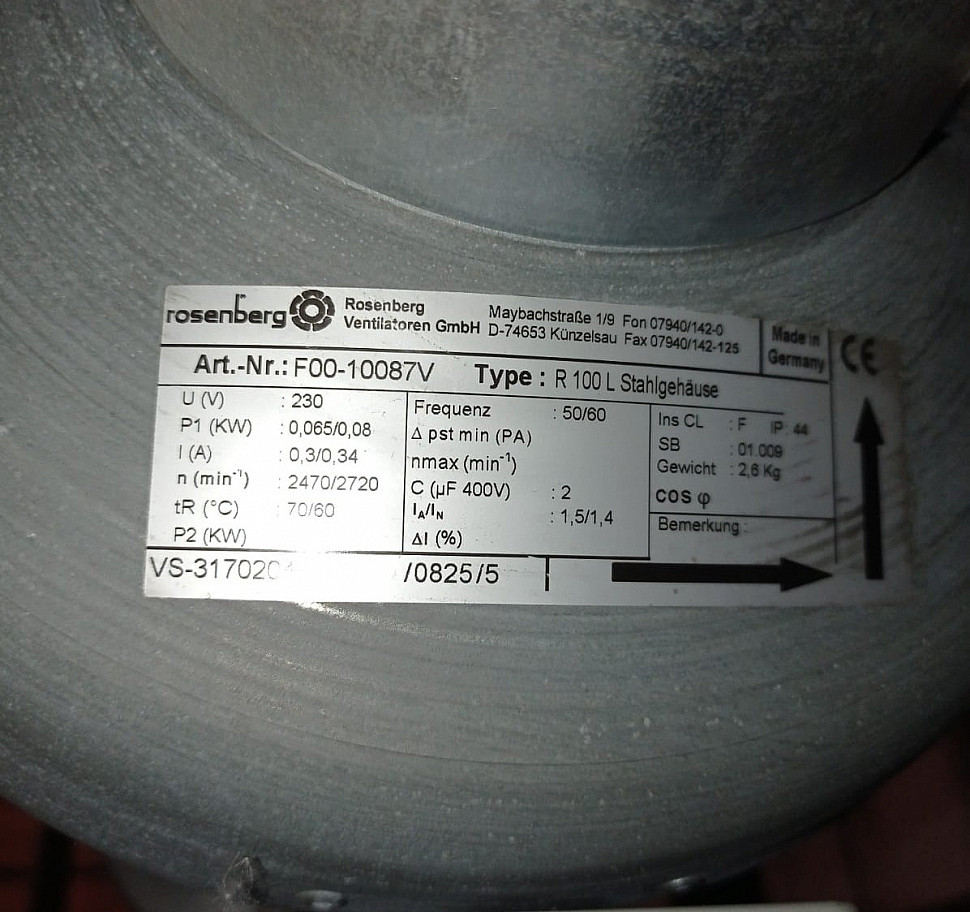 rosenberg
Rosenberg
Ventilatoren GmbH
Maybachstraße 1/9 Fon 07940/142-0
D-74653 Künzelsau Fax 07940/142-125
Made in
Germany
CE
Art.-Nr.: F00-10087V Type : R 100 L Stahlgehäuse
U (V) : 230
P1 (KW) : 0,065/0,08
I (A) : 0,3/0,34
n (min⁻¹) : 2470/2720
tR (°C) : 70/60
P2 (KW)
Frequenz : 50/60
Δ pst min (PA)
nmax (min⁻¹)
C (µF 400V) : 2
I_A/I_N : 1,5/1,4
ΔI (%)
Ins CL : F IP 44
SB : 01.009
Gewicht : 2,6 Kg
cos φ
Bemerkung :
/0825/5